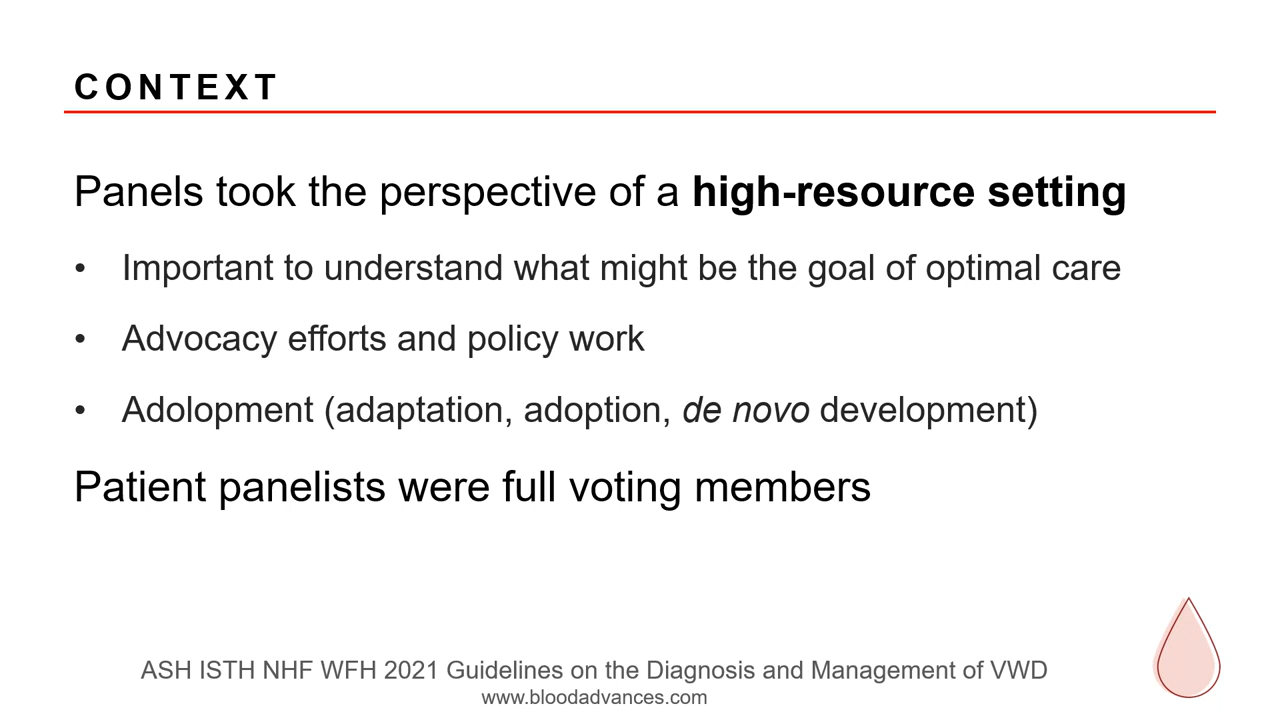 CONTEXT
Panels took the perspective of a high-resource setting
• Important to understand what might be the goal of optimal care
• Advocacy efforts and policy work
• Adolopment (adaptation, adoption, de novo development)
Patient panelists were full voting members
ASH ISTH NHF WFH 2021 Guidelines on the Diagnosis and Management of VWD
www.bloodadvances.com